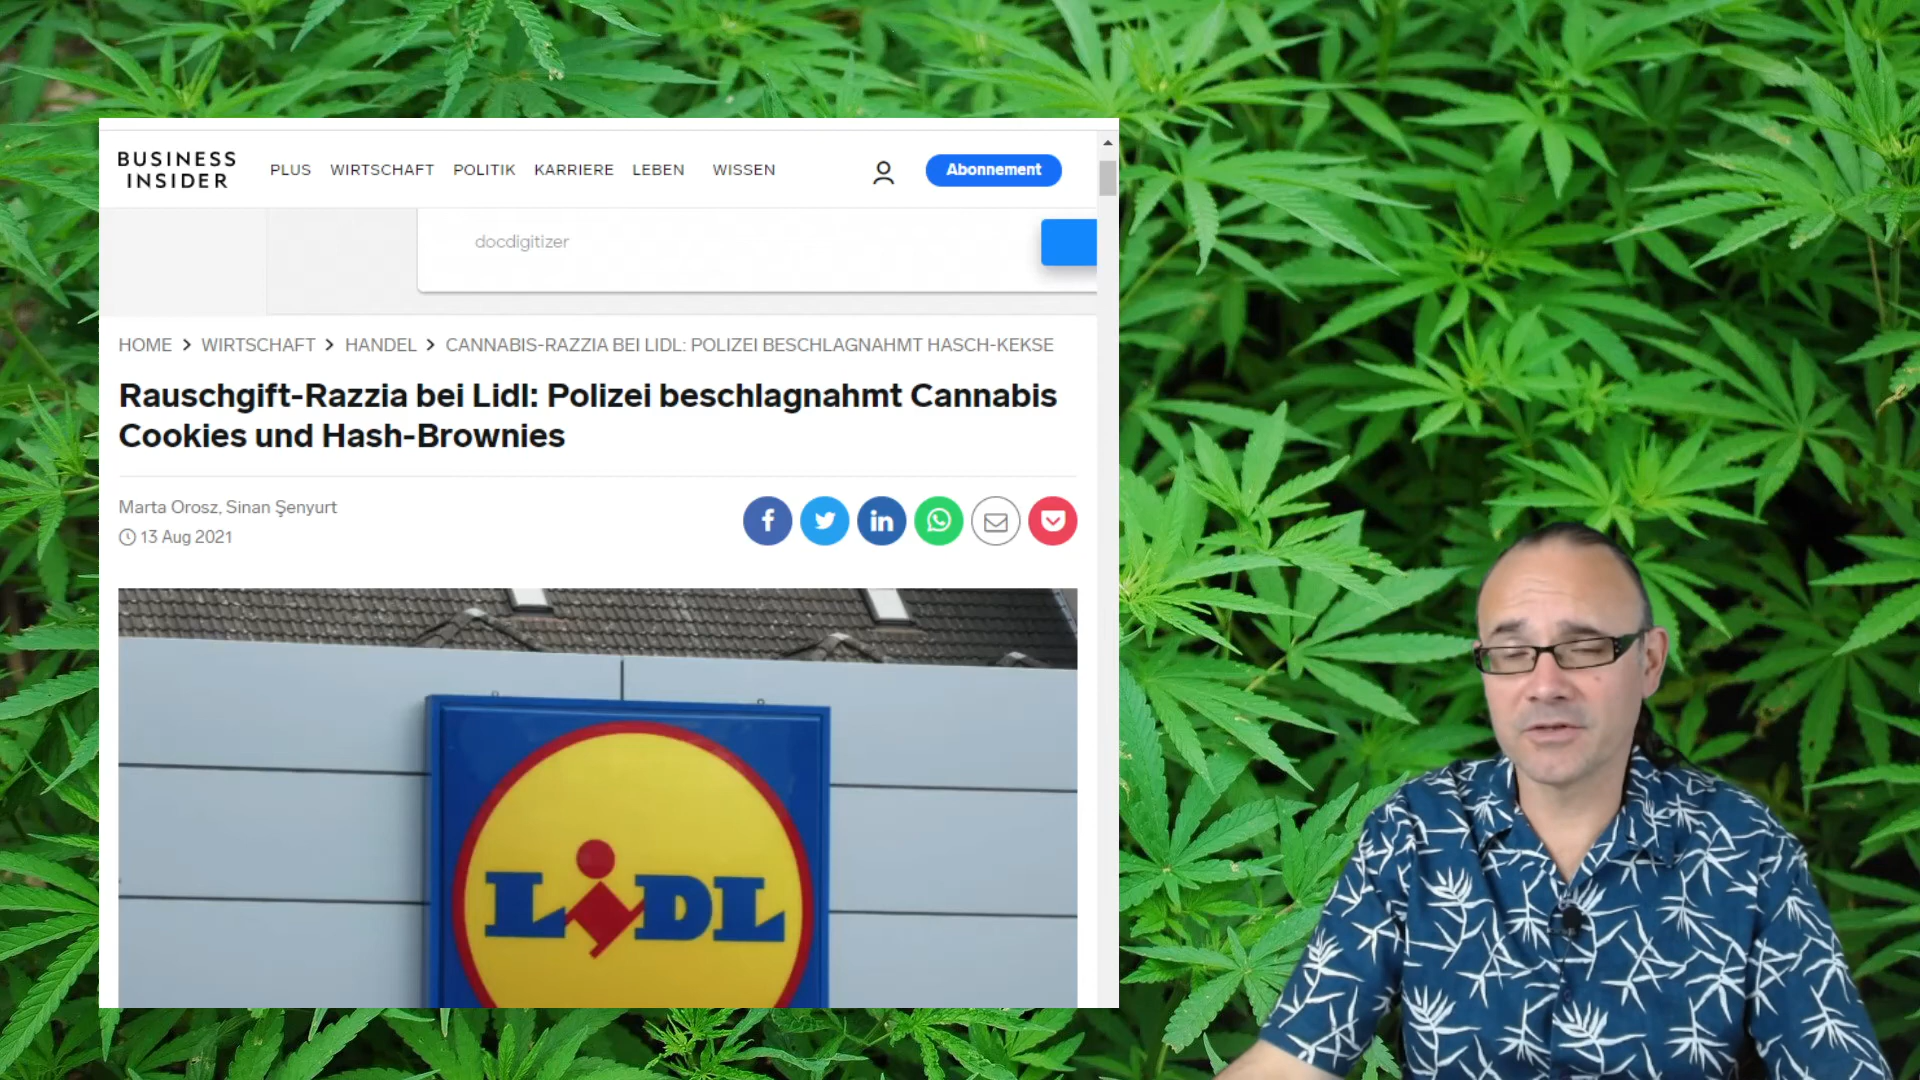 BUSINESS
INSIDER
PLUS WIRTSCHAFT POLITIK KARRIERE LEBEN WISSEN
Abonnement
docdigitizer
HOME > WIRTSCHAFT > HANDEL > CANNABIS-RAZZIA BEI LIDL: POLIZEI BESCHLAGNAHMT HASCH-KEKSE
Rauschgift-Razzia bei Lidl: Polizei beschlagnahmt Cannabis
Cookies und Hash-Brownies
Marta Orosz, Sinan Şenyurt
13 Aug 2021
LiDL